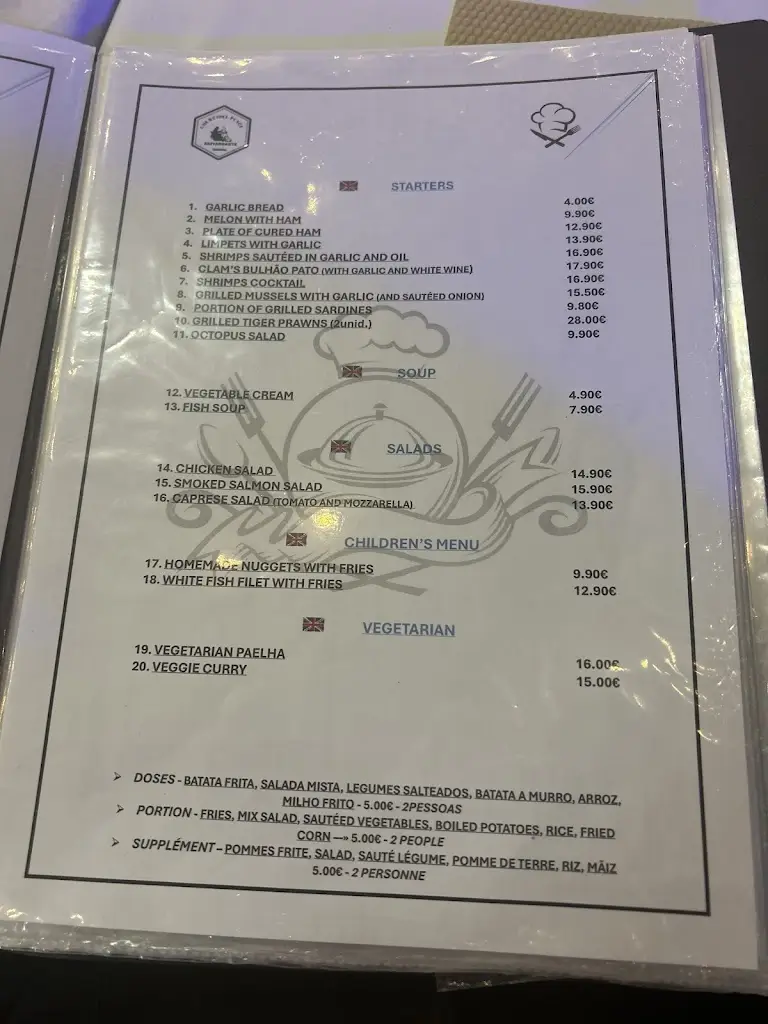 STARTERS
1. GARLIC BREAD 4.00€
2. MELON WITH HAM 9.90€
3. PLATE OF CURED HAM 12.90€
4. LIMPETS WITH GARLIC 13.90€
5. SHRIMPS SAUTÉED IN GARLIC AND OIL 16.90€
6. CLAM'S BULHÃO PATO (WITH GARLIC AND WHITE WINE) 17.90€
7. SHRIMPS COCKTAIL 16.90€
8. GRILLED MUSSELS WITH GARLIC (AND SAUTÉED ONION) 15.50€
9. PORTION OF GRILLED SARDINES 9.80€
10. GRILLED TIGER PRAWNS (2unid.) 28.00€
11. OCTOPUS SALAD 9.90€
SOUP
12. VEGETABLE CREAM 4.90€
13. FISH SOUP 7.90€
SALADS
14. CHICKEN SALAD 14.90€
15. SMOKED SALMON SALAD 15.90€
16. CAPRESE SALAD (TOMATO AND MOZZARELLA) 13.90€
CHILDREN'S MENU
17. HOMEMADE NUGGETS WITH FRIES 9.90€
18. WHITE FISH FILET WITH FRIES 12.90€
VEGETARIAN
19. VEGETARIAN PAELHA 16.00€
20. VEGGIE CURRY 15.00€
➢ DOSES - BATATA FRITA, SALADA MISTA, LEGUMES SALTEADOS, BATATA A MURRO, ARROZ,
MILHO FRITO - 5.00€ - 2PESSOAS
➢ PORTION - FRIES, MIX SALAD, SAUTÉED VEGETABLES, BOILED POTATOES, RICE, FRIED
CORN —» 5.00€ - 2 PEOPLE
➢ SUPPLÉMENT – POMMES FRITE, SALAD, SAUTÉ LÉGUME, POMME DE TERRE, RIZ, MÄIZ
5.00€ - 2 PERSONNE